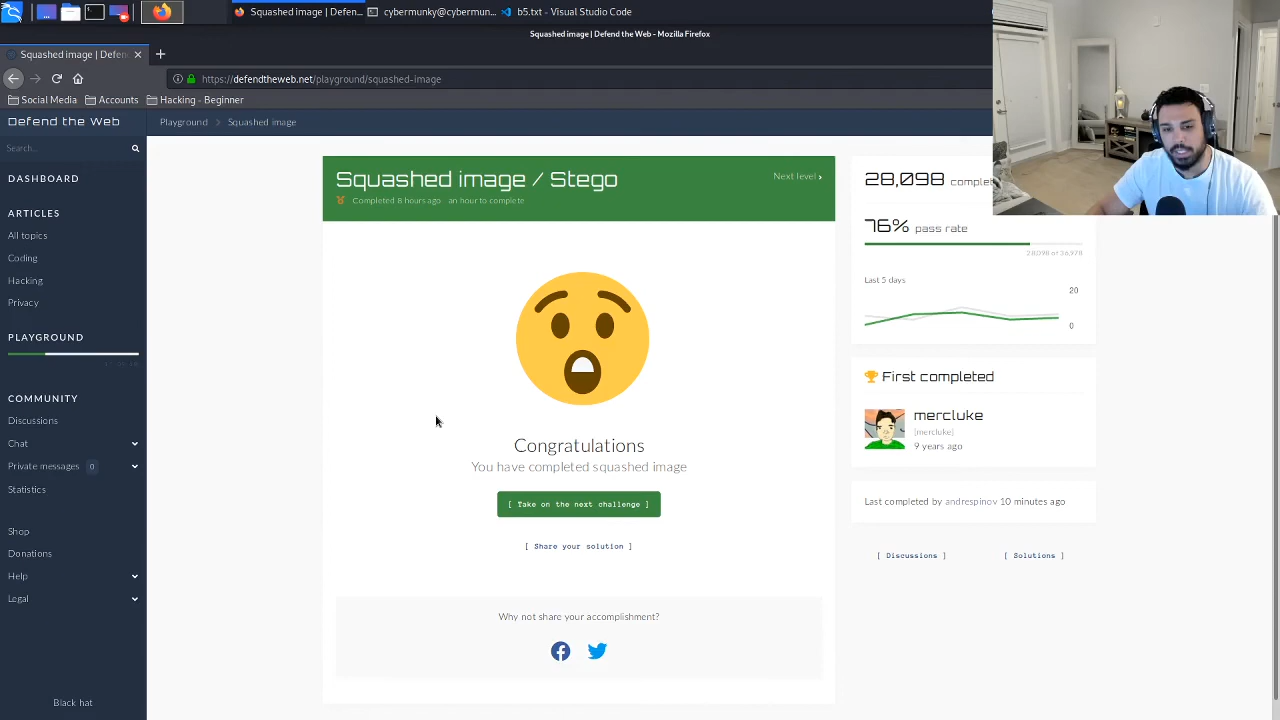 Squashed image | Defen...
cybermunky@cybermun...
b5.txt - Visual Studio Code
Squashed image | Defend the Web - Mozilla Firefox
Squashed image | Defen
https://defendtheweb.net/playground/squashed-image
Social Media
Accounts
Hacking - Beginner
Defend the Web
Playground
Squashed image
Search...
DASHBOARD
ARTICLES
All topics
Coding
Hacking
Privacy
PLAYGROUND
COMMUNITY
Discussions
Chat
Private messages 0
Statistics
Shop
Donations
Help
Legal
Black hat
Squashed image / Stego
Next level
Completed 8 hours ago an hour to complete
Congratulations
You have completed squashed image
[ Take on the next challenge ]
[ Share your solution ]
Why not share your accomplishment?
28,098
76% pass rate
28,098 of 36,978
Last 5 days
20
0
First completed
mercluke
[mercluke]
9 years ago
Last completed by andrespinov 10 minutes ago
[ Discussions ]
[ Solutions ]